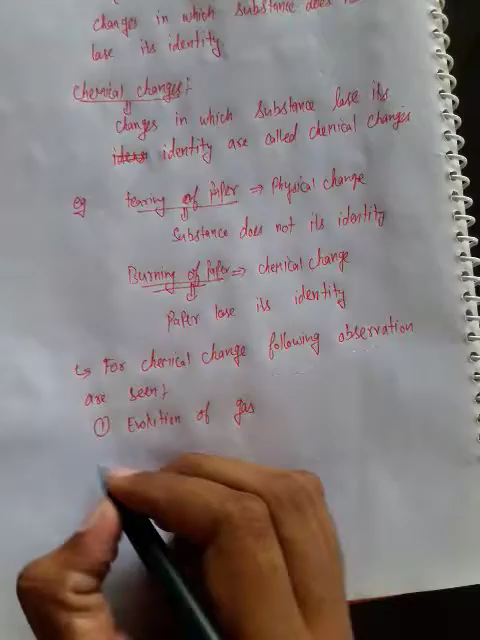 changes in which substance does
lose its identity.
Chemical changes:
changes in which substance lose its
identity are called chemical changes
eg tearing of Paper ⇒ Physical change
Substance does not its identity
Burning of Paper ⇒ chemical change
Paper lose its identity
↳ For chemical change following observation
are seen:
① Evolution of gas